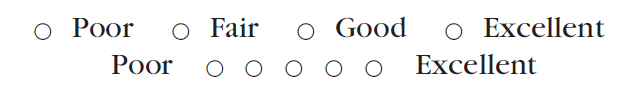 ○ Poor ○ Fair ○ Good ○ Excellent
Poor ○ ○ ○ ○ ○ Excellent